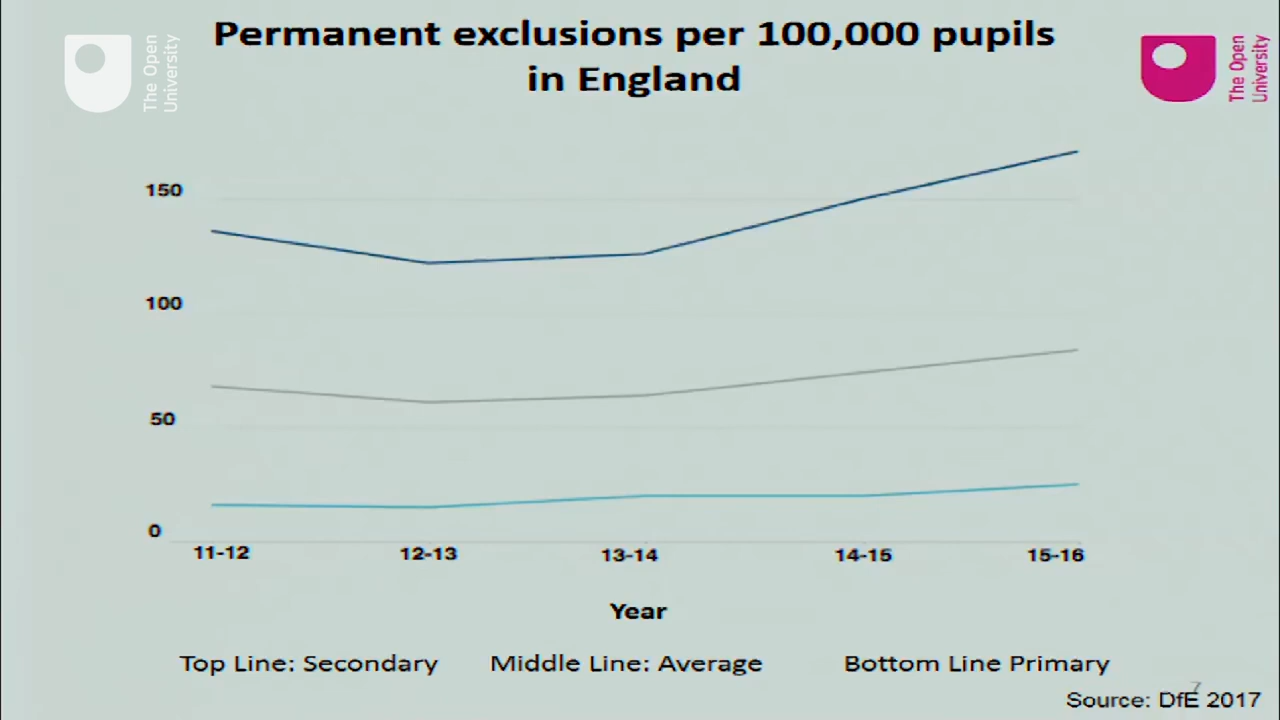 Permanent exclusions per 100,000 pupils
in England
The Open
University
The Open
University
150
100
50
0
11-12
12-13
13-14
14-15
15-16
Year
Top Line: Secondary
Middle Line: Average
Bottom Line Primary
7
Source: DfE 2017